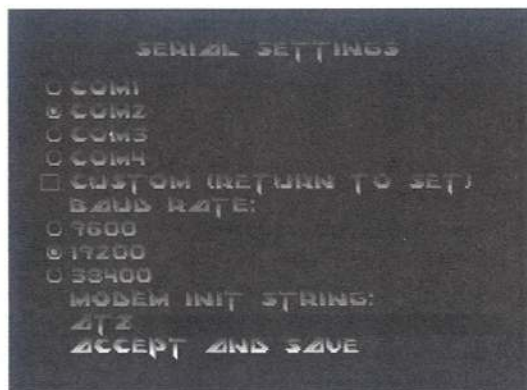 SERIAL SETTINGS
COM1
COM2
COM3
COM4
CUSTOM (RETURN TO SET)
BAUD RATE:
9600
19200
38400
MODEM INIT STRING:
ATZ
ACCEPT AND SAVE